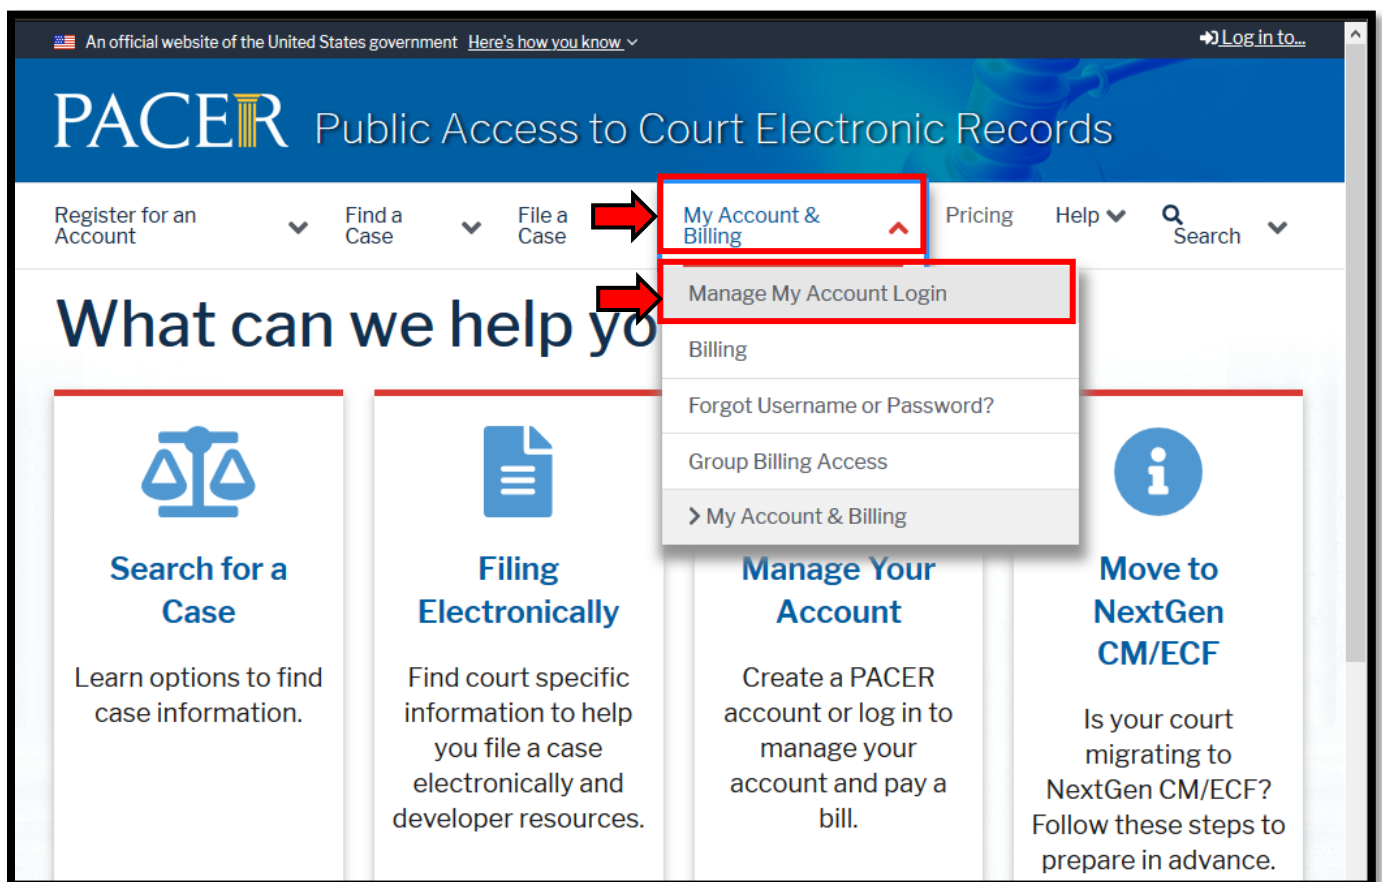 An official website of the United States government Here's how you know
Log in to...
PACER Public Access to Court Electronic Records
Register for an
Account
Find a
Case
File a
Case
My Account &
Billing
Pricing
Help
Search
Manage My Account Login
Billing
Forgot Username or Password?
Group Billing Access
My Account & Billing
What can we help yo
Search for a
Case
Learn options to find
case information.
Filing
Electronically
Find court specific
information to help
you file a case
electronically and
developer resources.
Manage Your
Account
Create a PACER
account or log in to
manage your
account and pay a
bill.
Move to
NextGen
CM/ECF
Is your court
migrating to
NextGen CM/ECF?
Follow these steps to
prepare in advance.